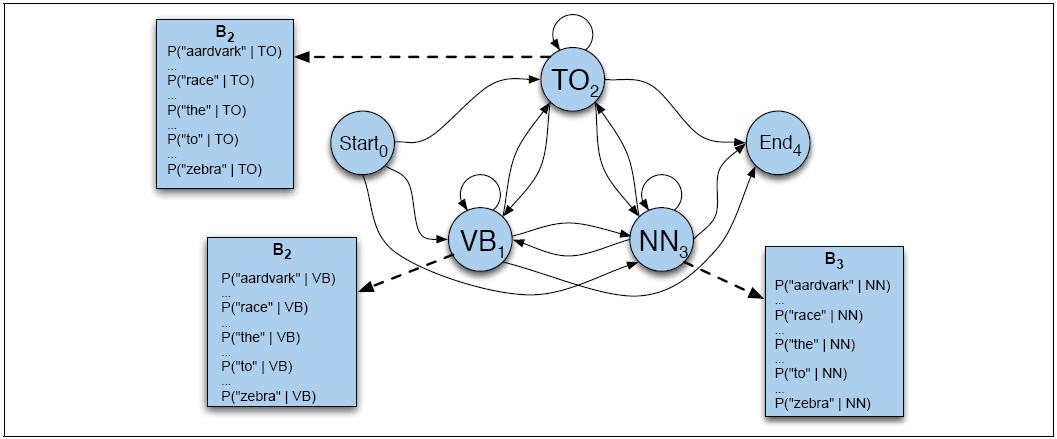 B2
P("aardvark" | TO)
...
P("race" | TO)
...
P("the" | TO)
...
P("to" | TO)
...
P("zebra" | TO)
TO2
Start0
End4
VB1
NN3
B2
P("aardvark" | VB)
...
P("race" | VB)
...
P("the" | VB)
...
P("to" | VB)
...
P("zebra" | VB)
B3
P("aardvark" | NN)
...
P("race" | NN)
...
P("the" | NN)
...
P("to" | NN)
...
P("zebra" | NN)